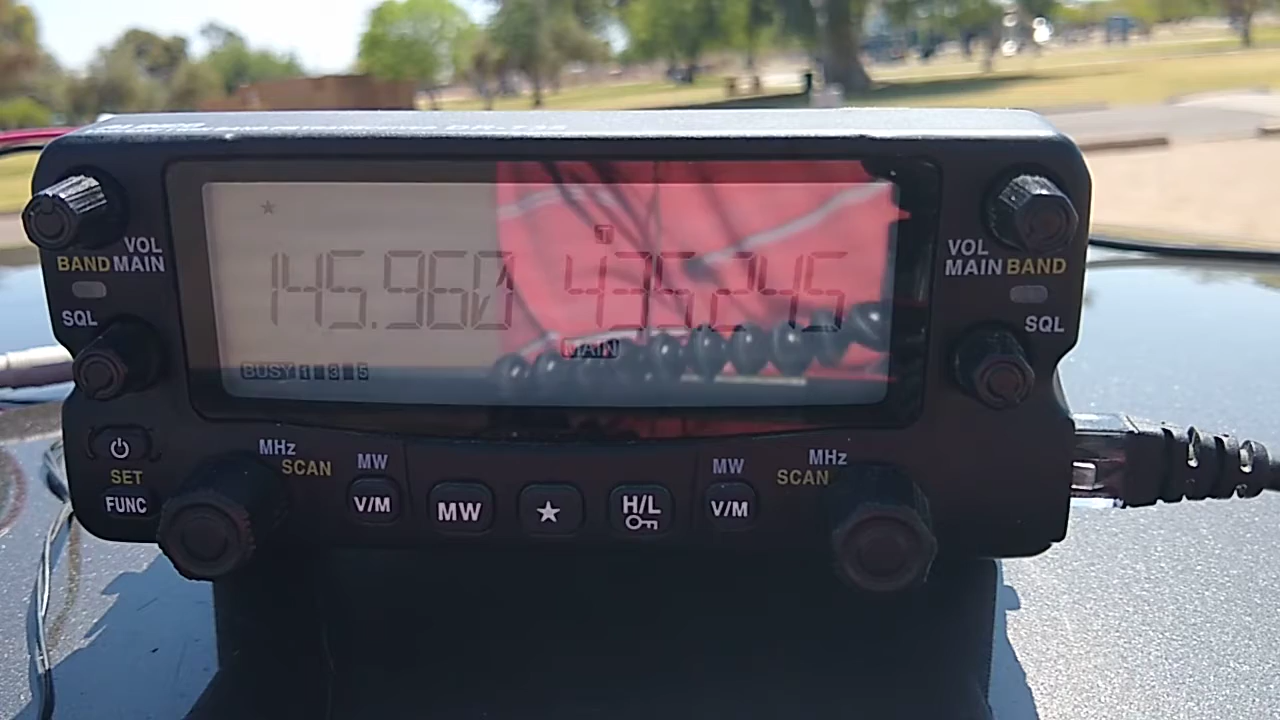 ★
T
145.960 435.245
MAIN
BUSY 1 3 5
VOL
BAND MAIN
SQL
VOL
MAIN BAND
SQL
MHz
SCAN
MW
MW
MHz
SCAN
SET
FUNC
V/M
MW
★
H/L
V/M